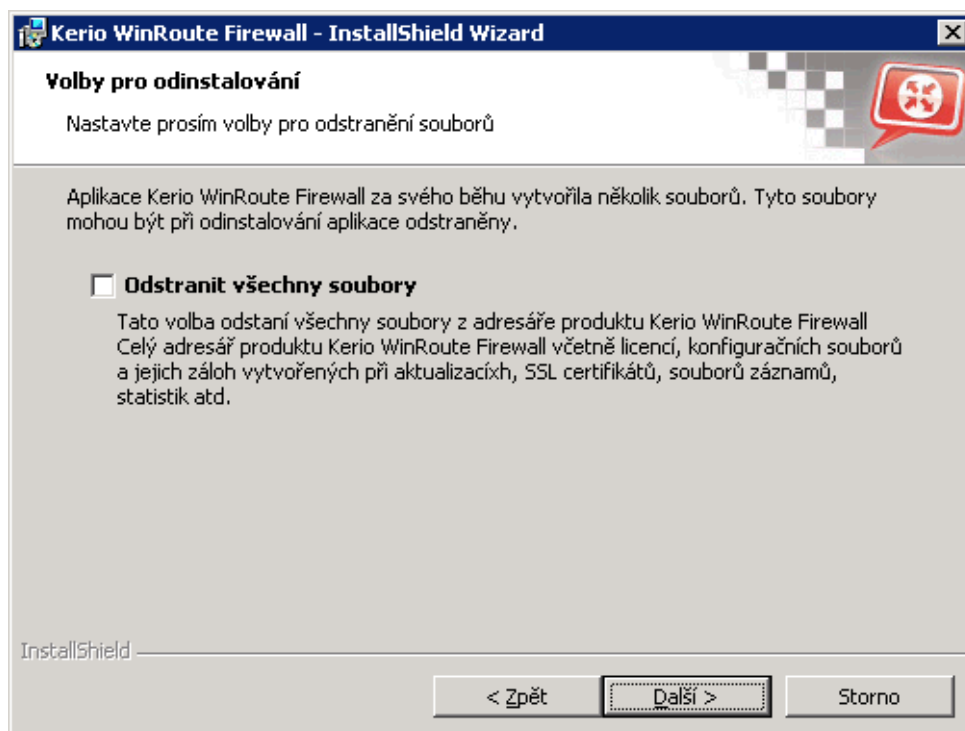 Kerio WinRoute Firewall - InstallShield Wizard
Volby pro odinstalování
Nastavte prosím volby pro odstranění souborů
Aplikace Kerio WinRoute Firewall za svého běhu vytvořila několik souborů. Tyto soubory
mohou být při odinstalování aplikace odstraněny.
Odstranit všechny soubory
Tato volba odstaní všechny soubory z adresáře produktu Kerio WinRoute Firewall
Celý adresář produktu Kerio WinRoute Firewall včetně licencí, konfiguračních souborů
a jejich záloh vytvořených při aktualizacíxh, SSL certifikátů, souborů záznamů,
statistik atd.
InstallShield
< Zpět
Další >
Storno